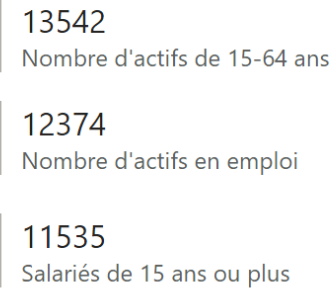 13542
Nombre d'actifs de 15-64 ans
12374
Nombre d'actifs en emploi
11535
Salariés de 15 ans ou plus